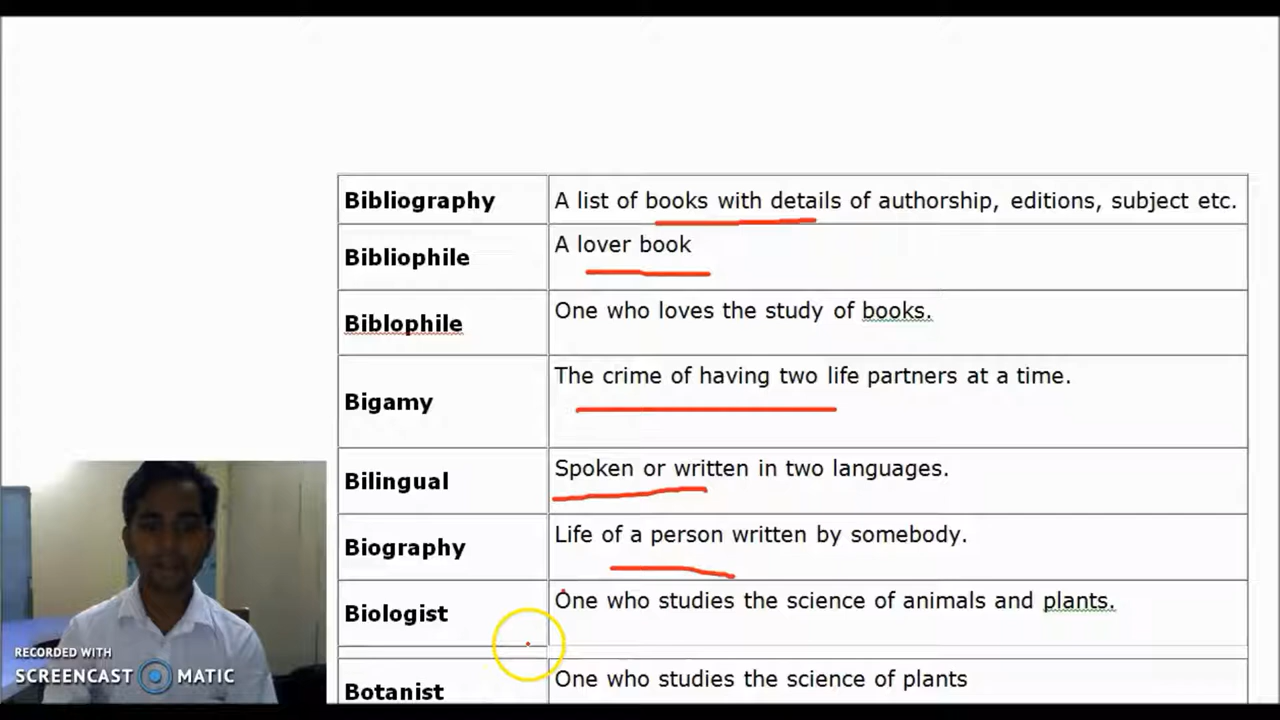 Bibliography A list of books with details of authorship, editions, subject etc.
Bibliophile A lover book
Biblophile One who loves the study of books.
Bigamy The crime of having two life partners at a time.
Bilingual Spoken or written in two languages.
Biography Life of a person written by somebody.
Biologist One who studies the science of animals and plants.
Botanist One who studies the science of plants
RECORDED WITH
SCREENCAST MATIC